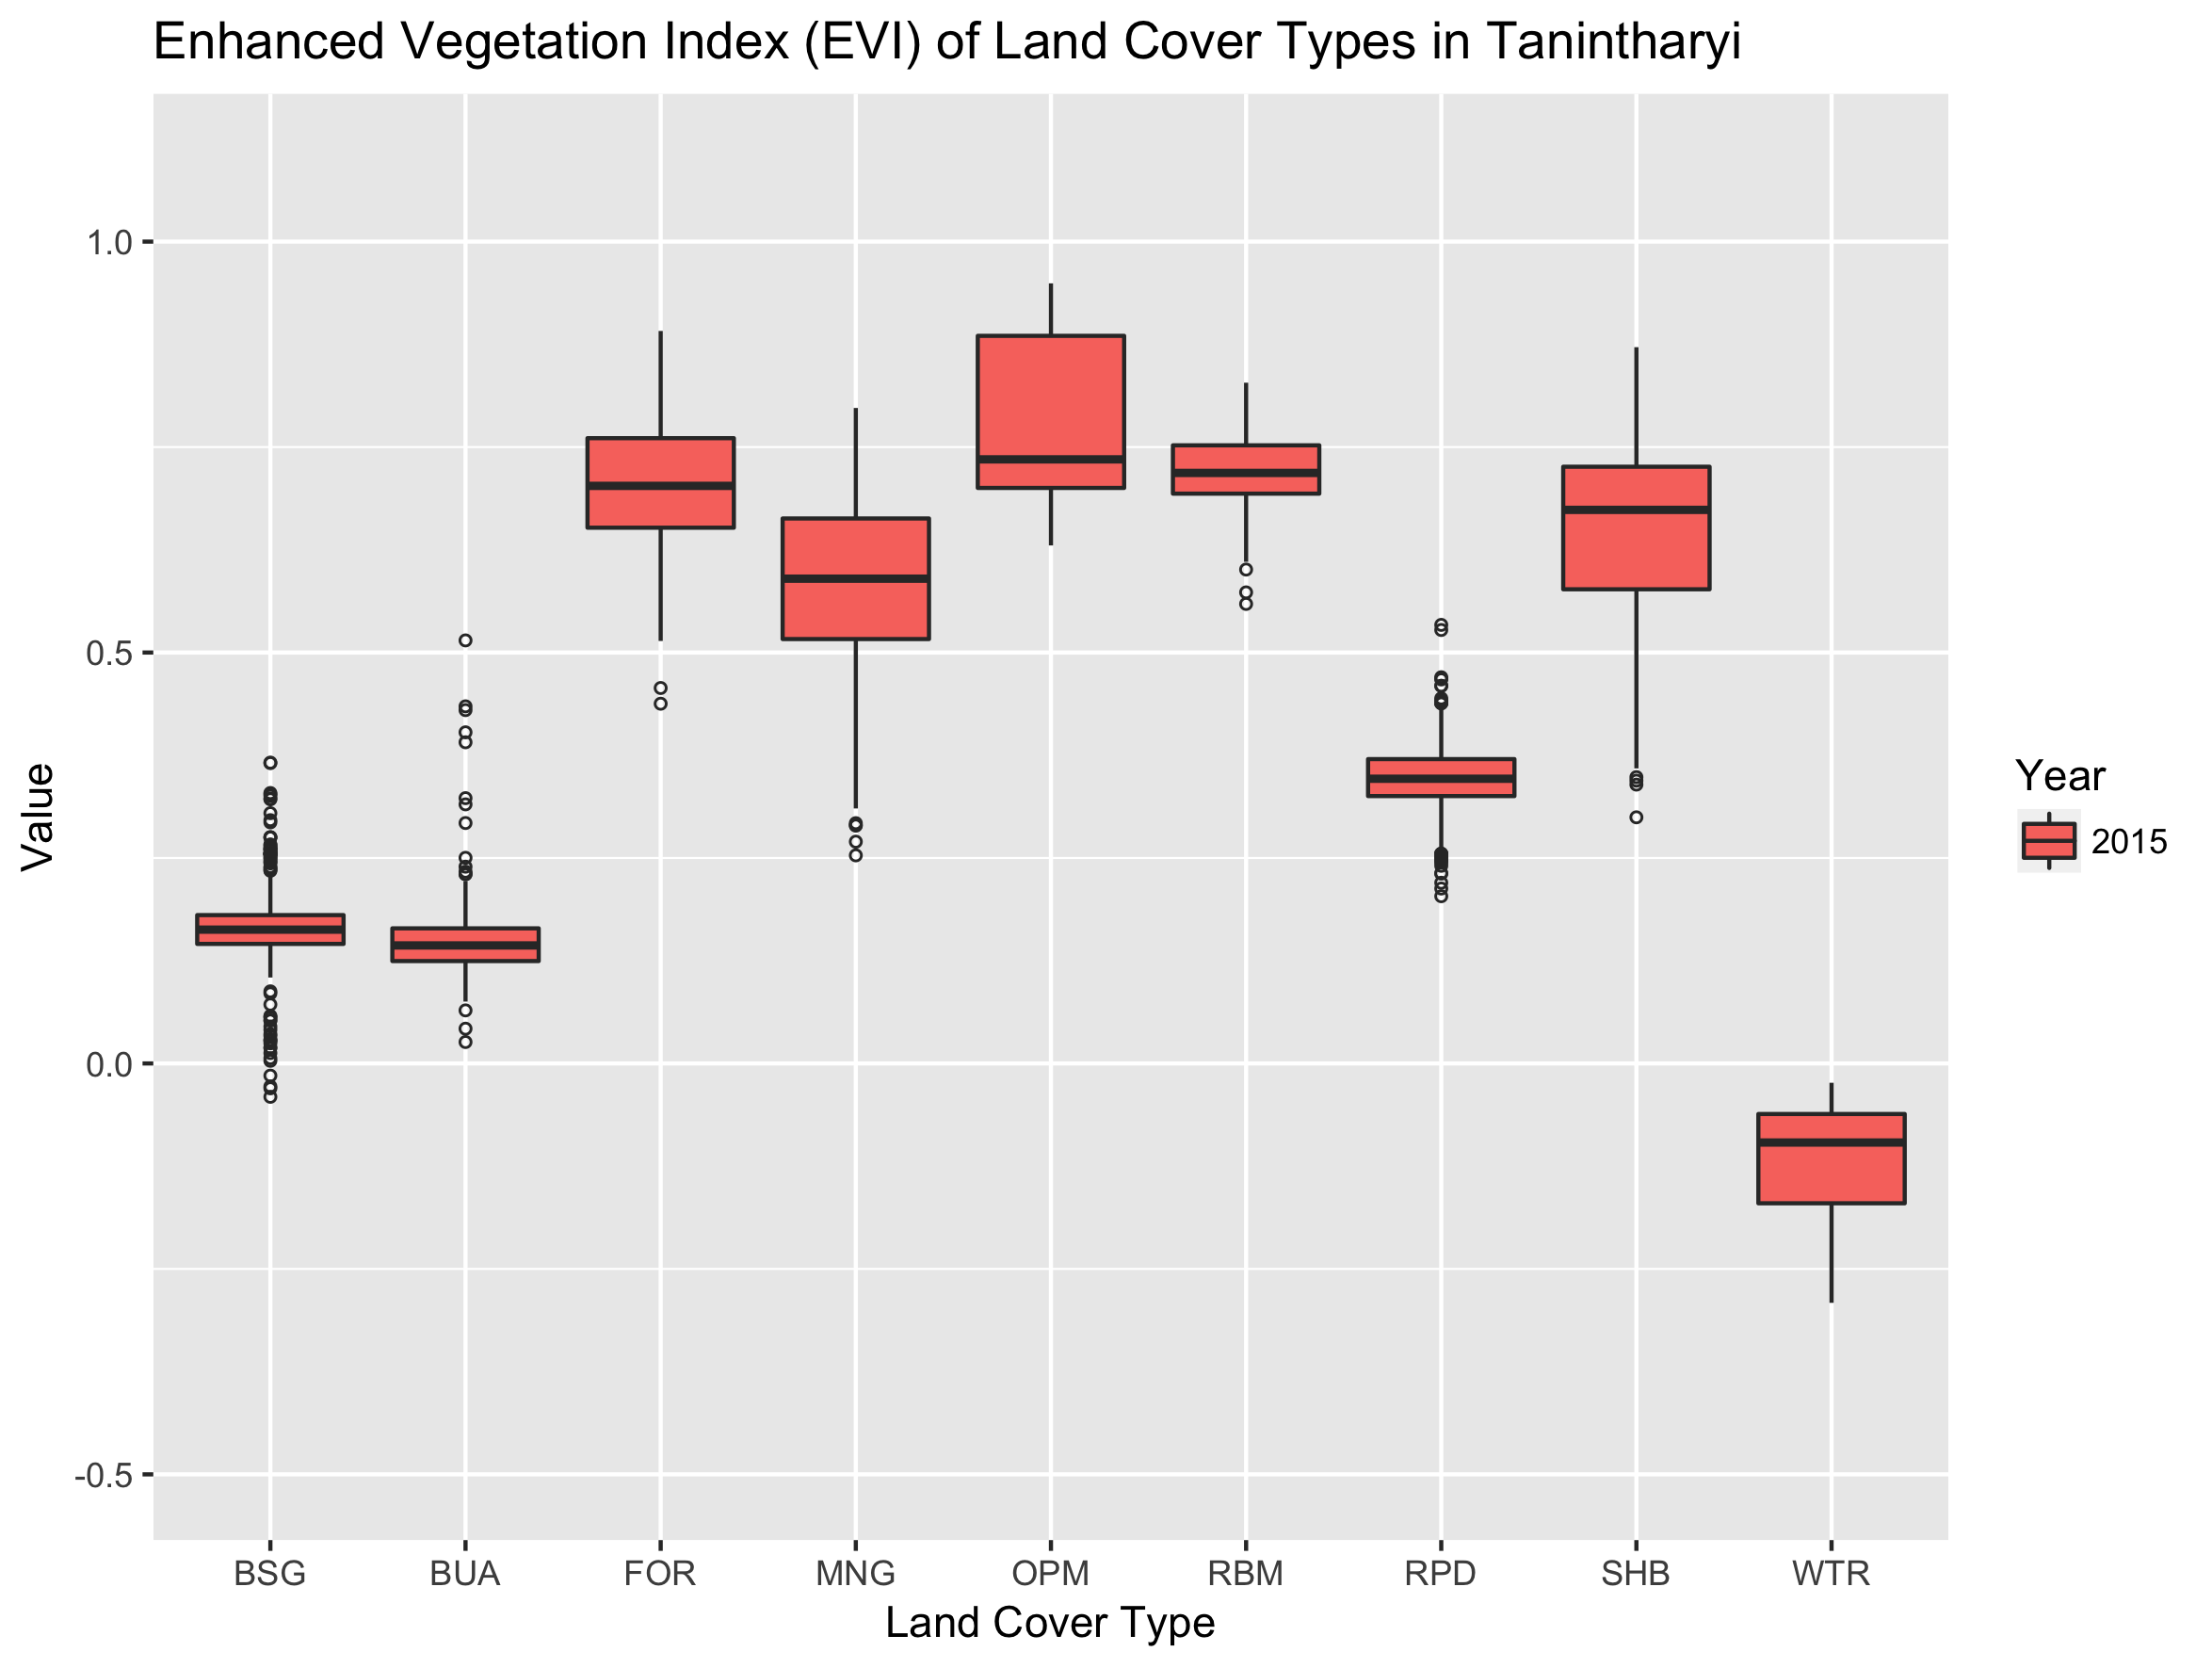 Enhanced Vegetation Index (EVI) of Land Cover Types in Tanintharyi
1.0
0.5
0.0
-0.5
Value
BSG BUA FOR MNG OPM RBM RPD SHB WTR
Land Cover Type
Year
2015